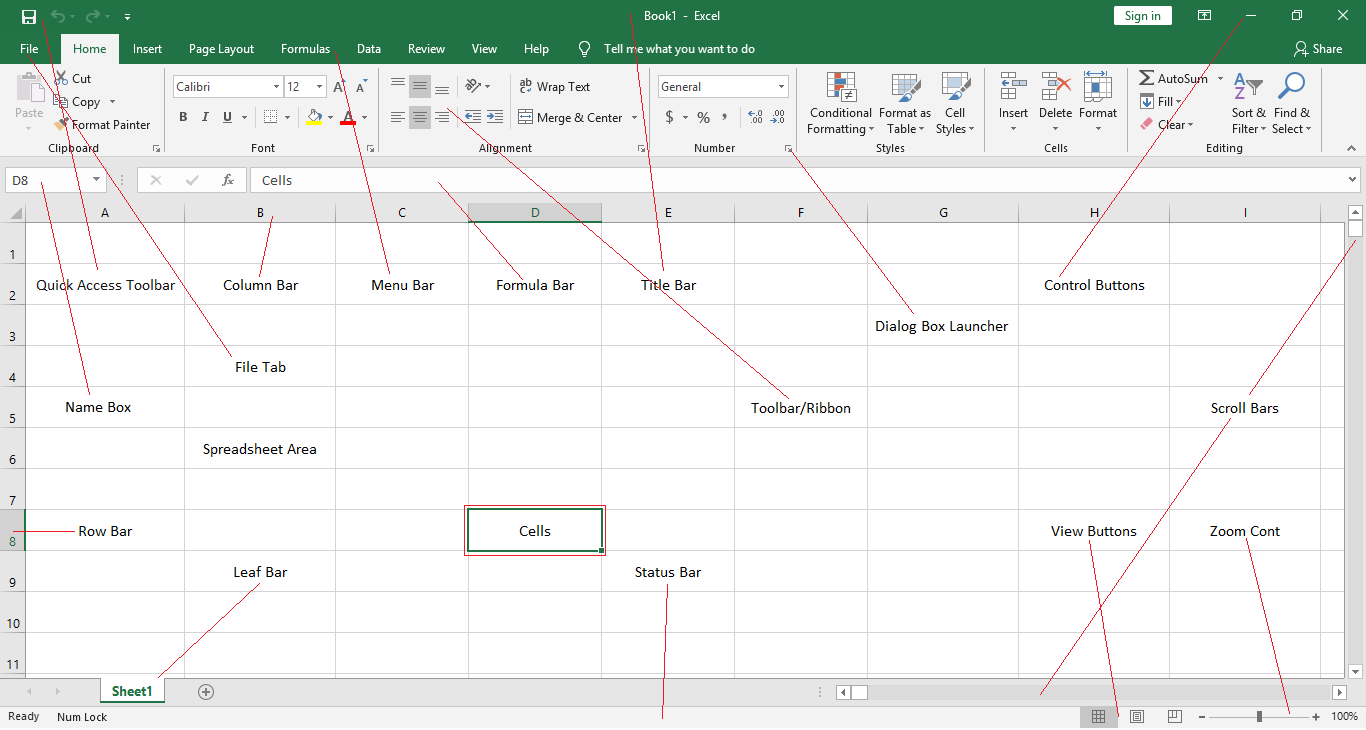 Book1 - Excel Sign in
File Home Insert Page Layout Formulas Data Review View Help Tell me what you want to do Share
Paste
Cut
Copy
Format Painter
Clipboard
Calibri 12 A A
B I U A
Font
Wrap Text
Merge & Center
Alignment
General
$ % , .00 .00
Number
Conditional Formatting
Format as Table
Cell Styles
Styles
Insert Delete Format
Cells
AutoSum
Fill
Clear
Sort & Filter
Find & Select
Editing
D8 fx Cells
A B C D E F G H I
1
2 Quick Access Toolbar Column Bar Menu Bar Formula Bar Title Bar Control Buttons
3 Dialog Box Launcher
4 File Tab
5 Name Box Toolbar/Ribbon Scroll Bars
6 Spreadsheet Area
7
8 Row Bar Cells View Buttons Zoom Cont
9 Leaf Bar Status Bar
10
11
Sheet1
Ready Num Lock 100%